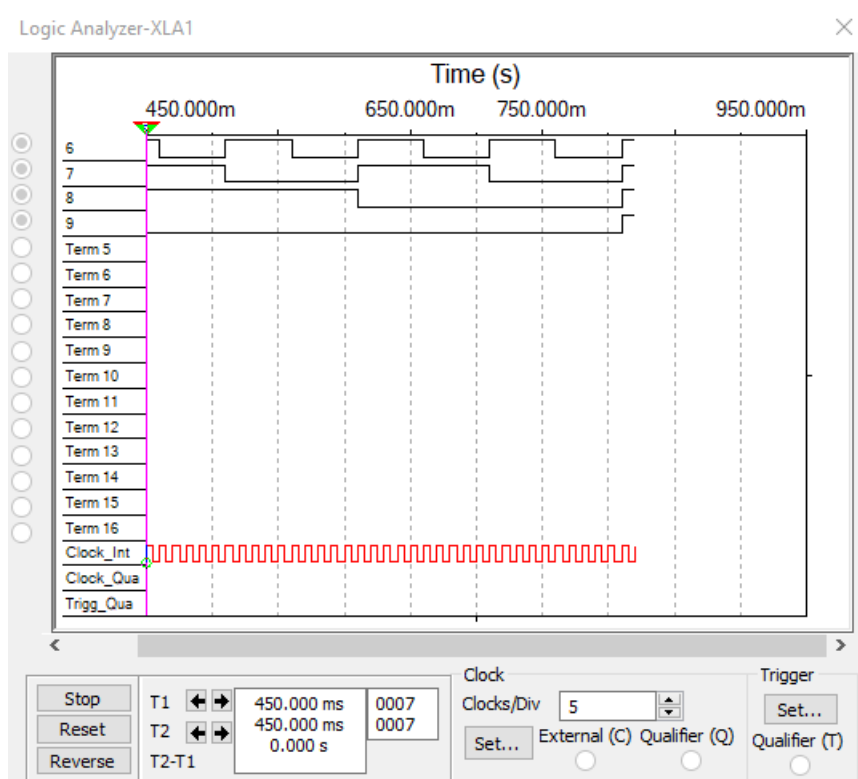 Logic Analyzer-XLA1
Time (s)
450.000m 650.000m 750.000m 950.000m
6
7
8
9
Term 5
Term 6
Term 7
Term 8
Term 9
Term 10
Term 11
Term 12
Term 13
Term 14
Term 15
Term 16
Clock_Int
Clock_Qua
Trigg_Qua
Stop
Reset
Reverse
T1 450.000 ms 0007
T2 450.000 ms 0007
T2-T1 0.000 s
Clock
Clocks/Div 5
Set... External (C) Qualifier (Q)
Trigger
Set...
Qualifier (T)